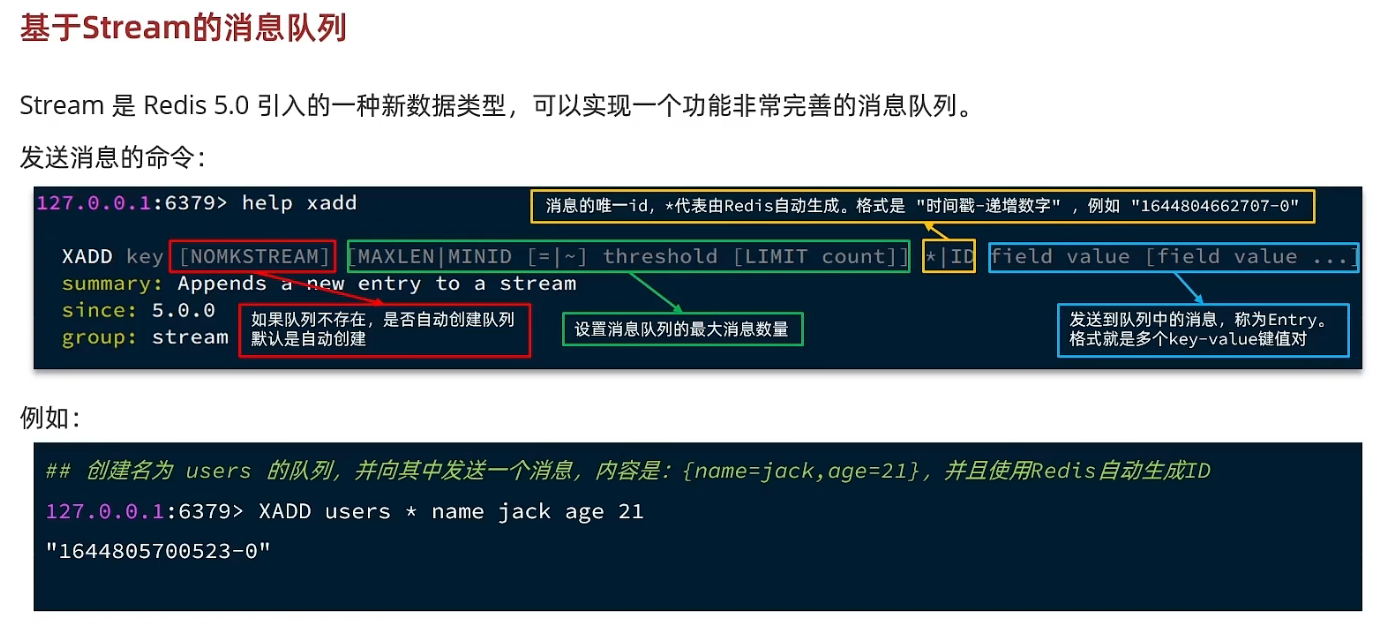 基于Stream的消息队列
Stream 是 Redis 5.0 引入的一种新数据类型，可以实现一个功能非常完善的消息队列。
发送消息的命令：
127.0.0.1:6379> help xadd
消息的唯一id，*代表由Redis自动生成。格式是 "时间戳-递增数字" ，例如 "1644804662707-0"
XADD key [NOMKSTREAM] [MAXLEN|MINID [=|~] threshold [LIMIT count]] *|ID field value [field value ...]
summary: Appends a new entry to a stream
since: 5.0.0
group: stream
如果队列不存在，是否自动创建队列
默认是自动创建
设置消息队列的最大消息数量
发送到队列中的消息，称为Entry。
格式就是多个key-value键值对
例如：
## 创建名为 users 的队列，并向其中发送一个消息，内容是：{name=jack,age=21}，并且使用Redis自动生成ID
127.0.0.1:6379> XADD users * name jack age 21
"1644805700523-0"